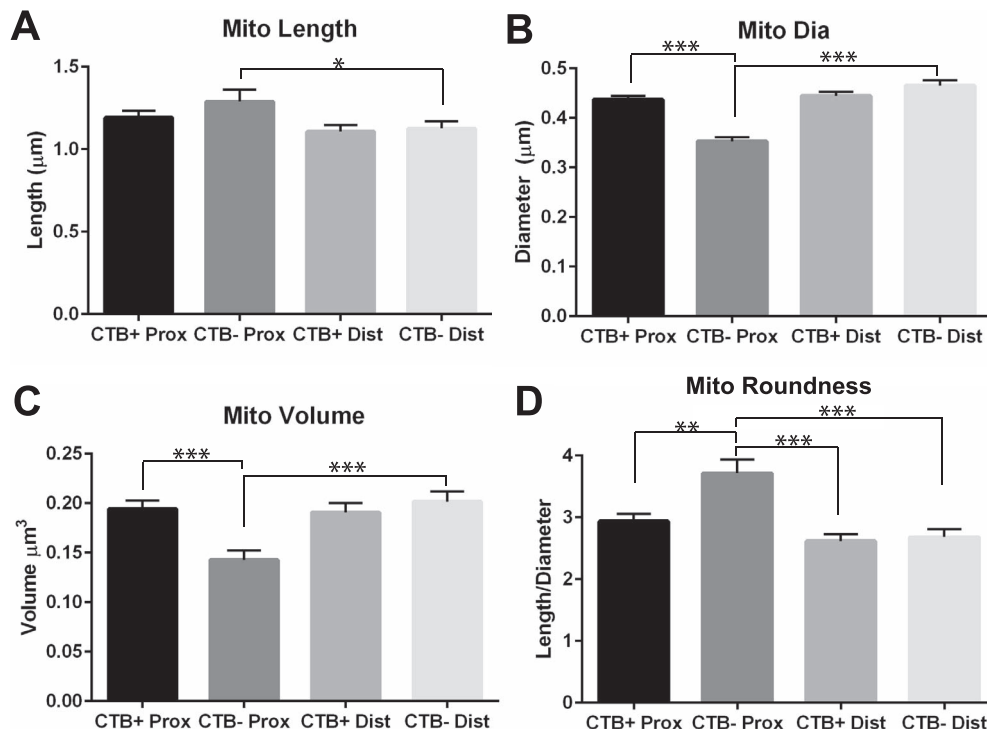 A
Mito Length
*
Length (μm)
1.5
1.0
0.5
0.0
CTB+ Prox CTB- Prox CTB+ Dist CTB- Dist
B
Mito Dia
*** ***
Diameter (μm)
0.5
0.4
0.3
0.2
0.1
0.0
CTB+ Prox CTB- Prox CTB+ Dist CTB- Dist
C
Mito Volume
*** ***
Volume μm³
0.25
0.20
0.15
0.10
0.05
0.00
CTB+ Prox CTB- Prox CTB+ Dist CTB- Dist
D
Mito Roundness
***
** ***
Length/Diameter
4
3
2
1
0
CTB+ Prox CTB- Prox CTB+ Dist CTB- Dist